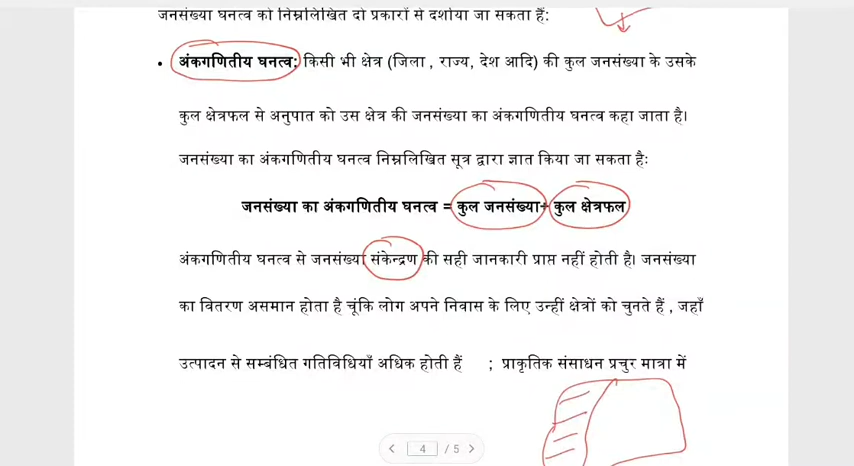 जनसंख्या घनत्व को निम्नलिखित दो प्रकारों से दर्शाया जा सकता हैं:
• अंकगणितीय घनत्व: किसी भी क्षेत्र (जिला , राज्य, देश आदि) की कुल जनसंख्या के उसके
कुल क्षेत्रफल से अनुपात को उस क्षेत्र की जनसंख्या का अंकगणितीय घनत्व कहा जाता है।
जनसंख्या का अंकगणितीय घनत्व निम्नलिखित सूत्र द्वारा ज्ञात किया जा सकता है:
जनसंख्या का अंकगणितीय घनत्व = कुल जनसंख्या÷ कुल क्षेत्रफल
अंकगणितीय घनत्व से जनसंख्या संकेन्द्रण की सही जानकारी प्राप्त नहीं होती है। जनसंख्या
का वितरण असमान होता है चूंकि लोग अपने निवास के लिए उन्हीं क्षेत्रों को चुनते हैं , जहाँ
उत्पादन से सम्बंधित गतिविधियाँ अधिक होती हैं ; प्राकृतिक संसाधन प्रचुर मात्रा में
4 / 5